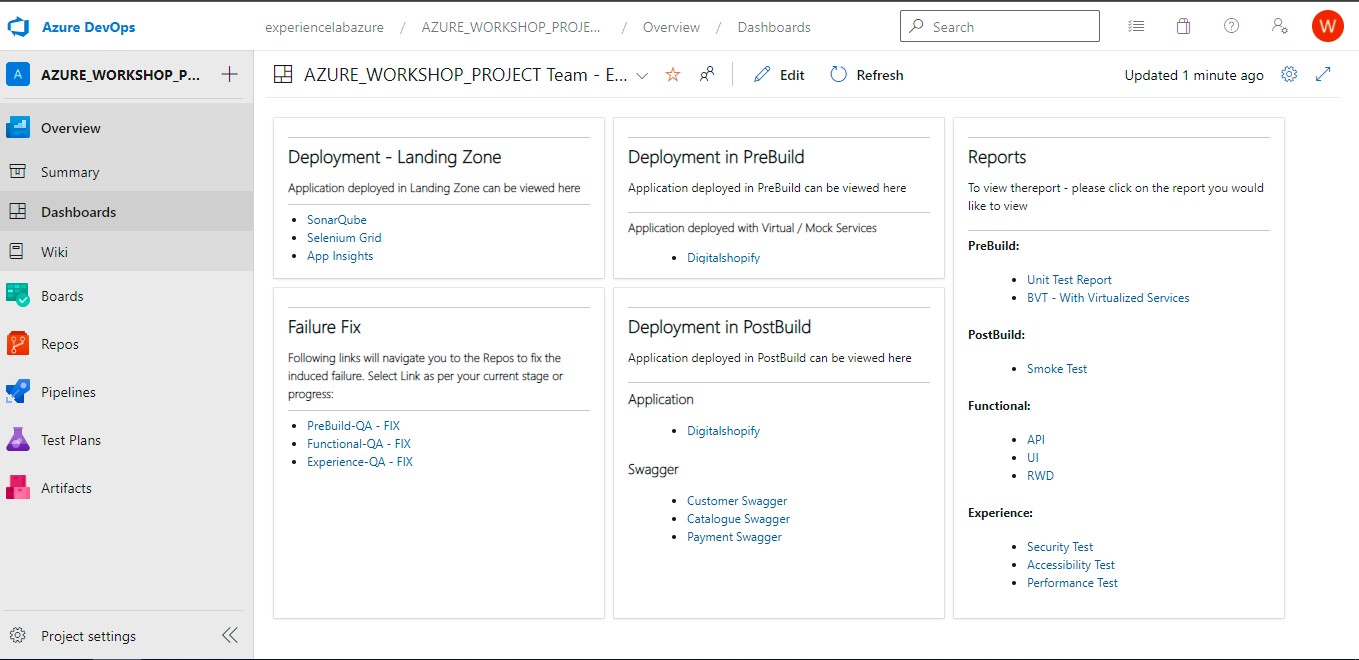 Azure DevOps
experiencelabazure / AZURE_WORKSHOP_PROJE... / Overview / Dashboards
Search
W
A AZURE_WORKSHOP_P...
Overview
Summary
Dashboards
Wiki
Boards
Repos
Pipelines
Test Plans
Artifacts
Project settings
AZURE_WORKSHOP_PROJECT Team - E...
Edit
Refresh
Updated 1 minute ago
Deployment - Landing Zone
Application deployed in Landing Zone can be viewed here
SonarQube
Selenium Grid
App Insights
Failure Fix
Following links will navigate you to the Repos to fix the
induced failure. Select Link as per your current stage or
progress:
PreBuild-QA - FIX
Functional-QA - FIX
Experience-QA - FIX
Deployment in PreBuild
Application deployed in PreBuild can be viewed here
Application deployed with Virtual / Mock Services
Digitalshopify
Deployment in PostBuild
Application deployed in PostBuild can be viewed here
Application
Digitalshopify
Swagger
Customer Swagger
Catalogue Swagger
Payment Swagger
Reports
To view thereport - please click on the report you would
like to view
PreBuild:
Unit Test Report
BVT - With Virtualized Services
PostBuild:
Smoke Test
Functional:
API
UI
RWD
Experience:
Security Test
Accessibility Test
Performance Test